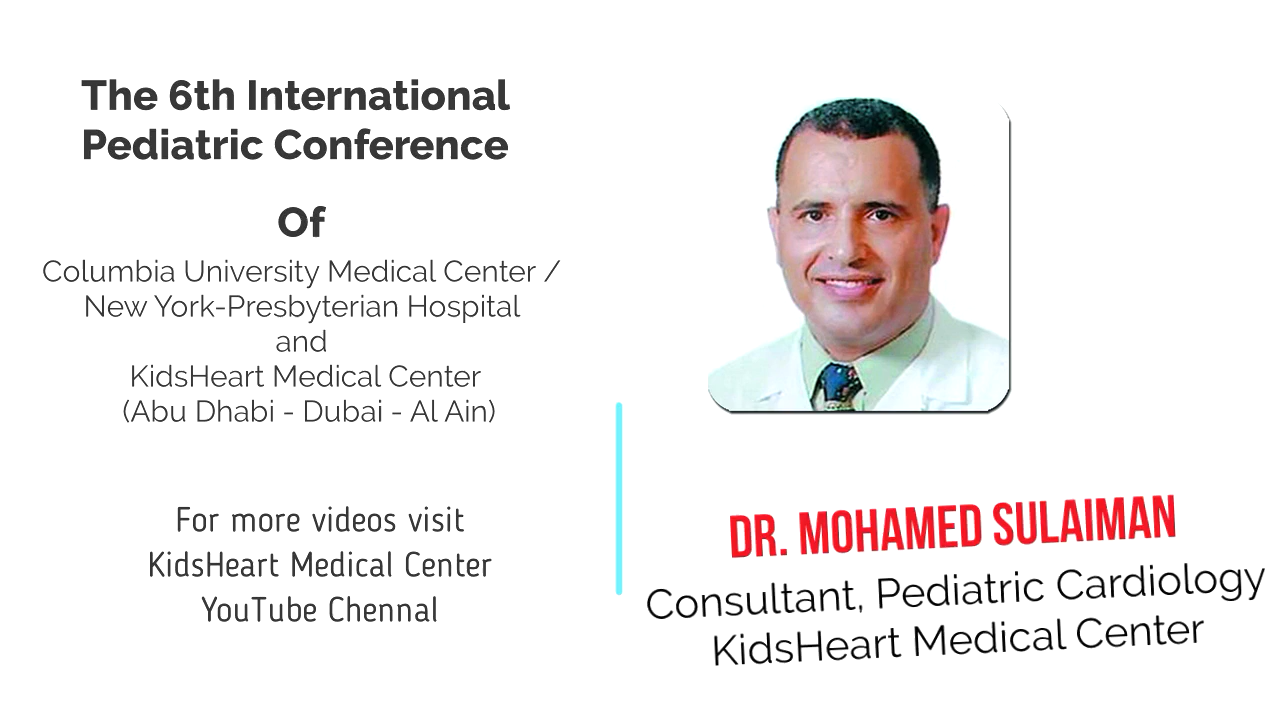 The 6th International
Pediatric Conference
Of
Columbia University Medical Center /
New York-Presbyterian Hospital
and
KidsHeart Medical Center
(Abu Dhabi - Dubai - Al Ain)
For more videos visit
KidsHeart Medical Center
YouTube Chennal
DR. MOHAMED SULAIMAN
Consultant, Pediatric Cardiology
KidsHeart Medical Center